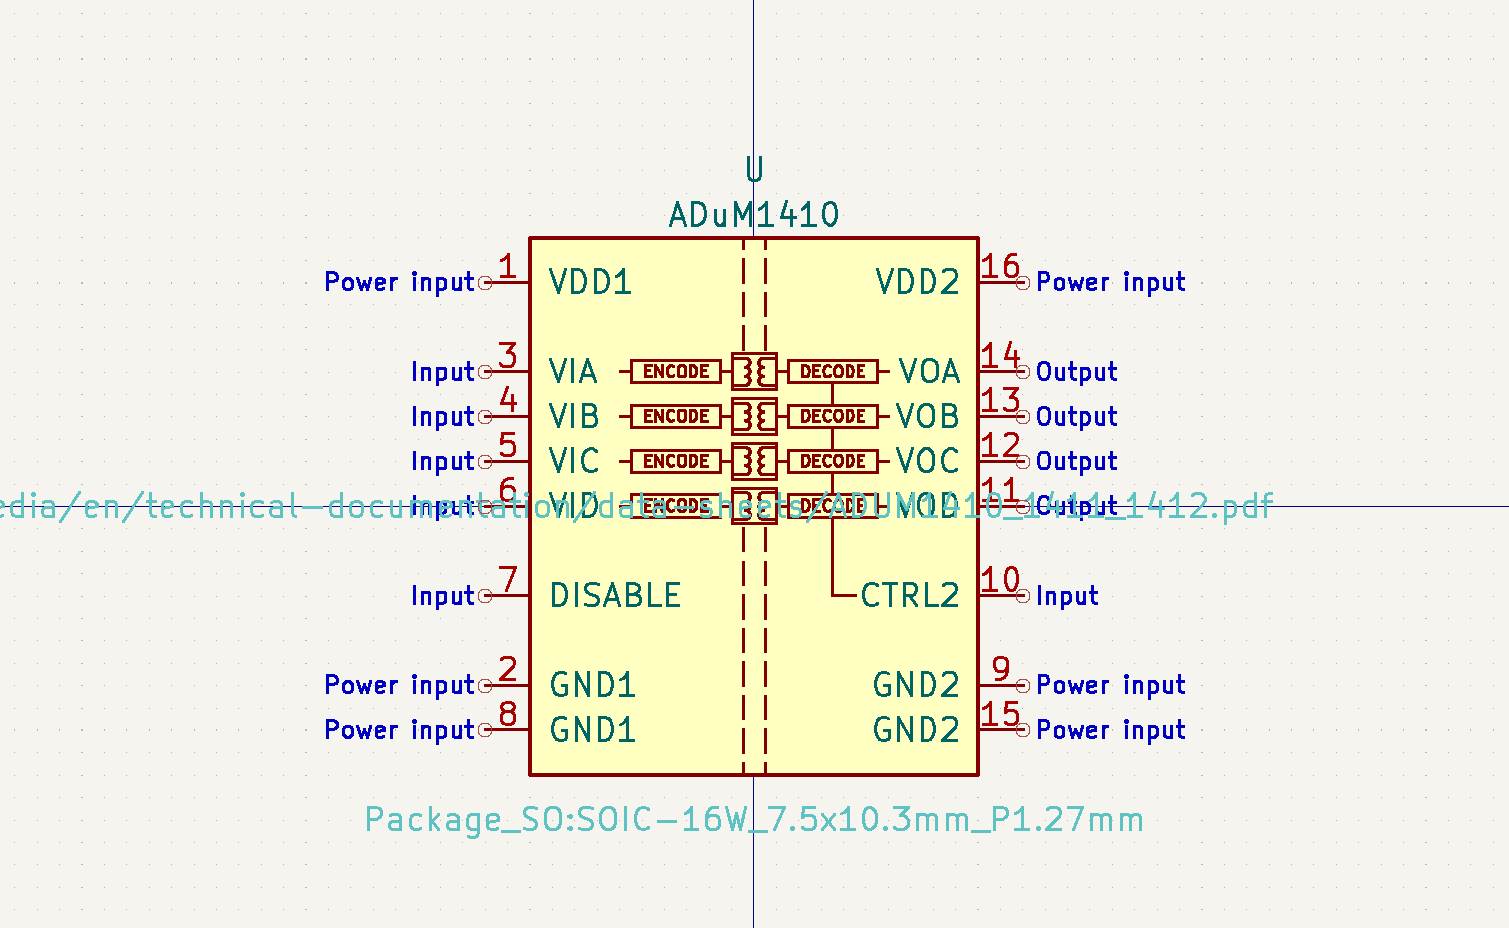 U
ADuM1410
Power input 1 VDD1 VDD2 16 Power input
Input 3 VIA ENCODE DECODE VOA 14 Output
Input 4 VIB ENCODE DECODE VOB 13 Output
Input 5 VIC ENCODE DECODE VOC 12 Output
Input 6 VID ENCODE DECODE VOD 11 Output
edia/en/technical-documentation/data-sheets/ADUM1410_1411_1412.pdf
Input 7 DISABLE CTRL2 10 Input
Power input 2 GND1 GND2 9 Power input
Power input 8 GND1 GND2 15 Power input
Package_SO:SOIC-16W_7.5x10.3mm_P1.27mm